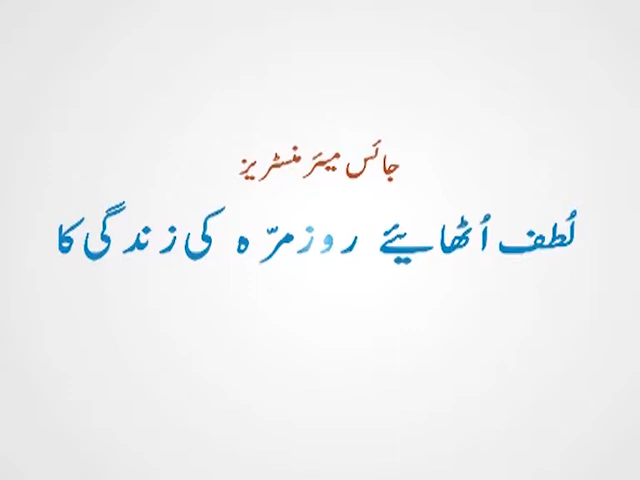 جائس میئر منسٹریز
لُطف اُٹھایئے روزمرّہ کی زندگی کا